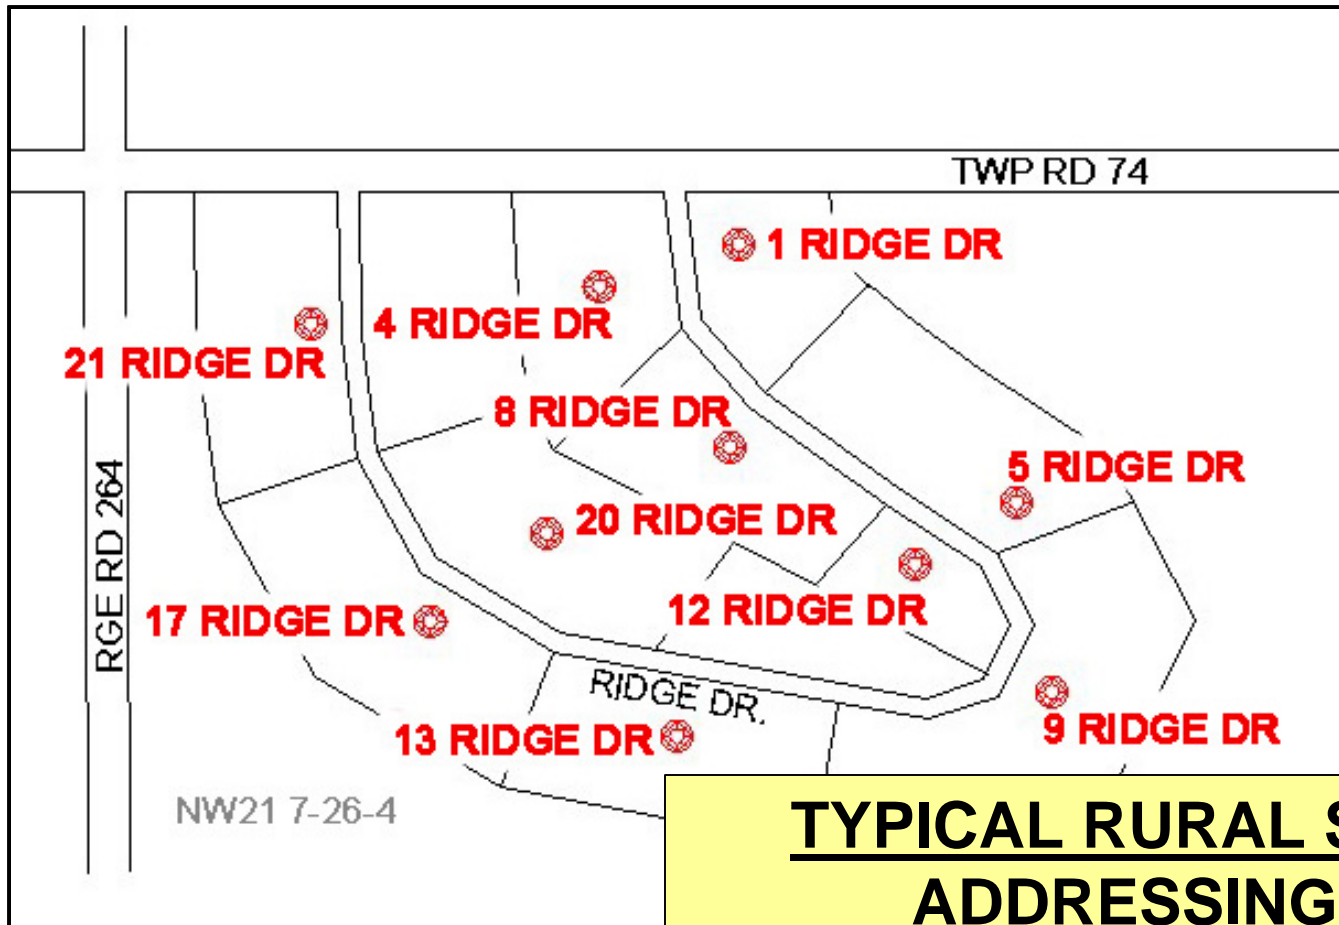 TWP RD 74
1 RIDGE DR
4 RIDGE DR
21 RIDGE DR
8 RIDGE DR
5 RIDGE DR
RGE RD 264
20 RIDGE DR
12 RIDGE DR
17 RIDGE DR
RIDGE DR.
9 RIDGE DR
13 RIDGE DR
NW21 7-26-4
TYPICAL RURAL
ADDRESSING